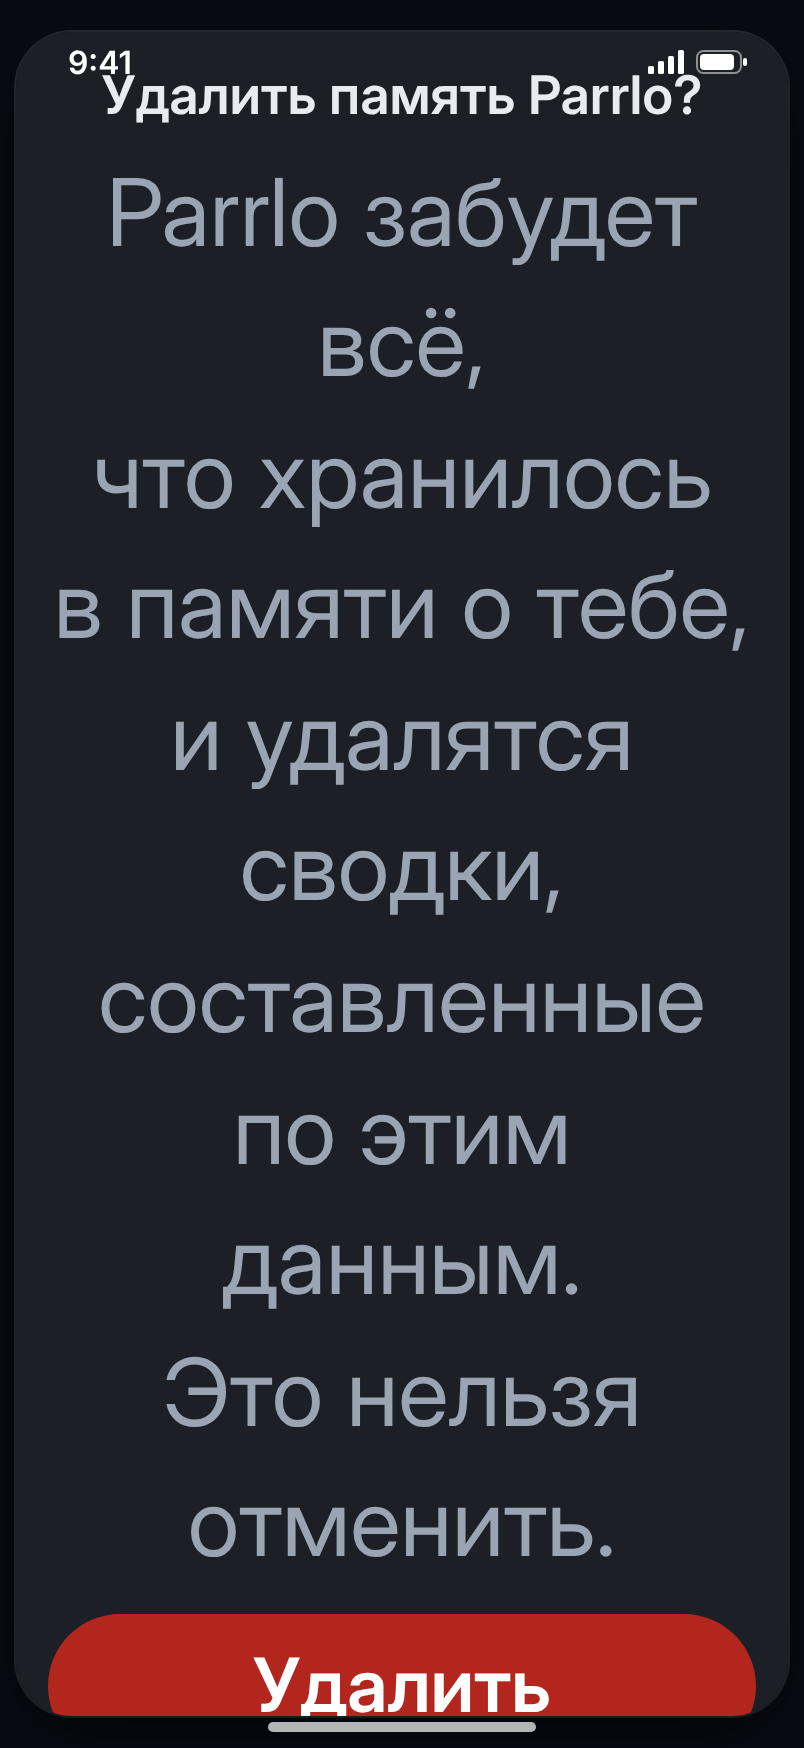 9:41
Удалить память Parrlo?
Parrlo забудет
всё,
что хранилось
в памяти о тебе,
и удалятся
сводки,
составленные
по этим
данным.
Это нельзя
отменить.
Удалить